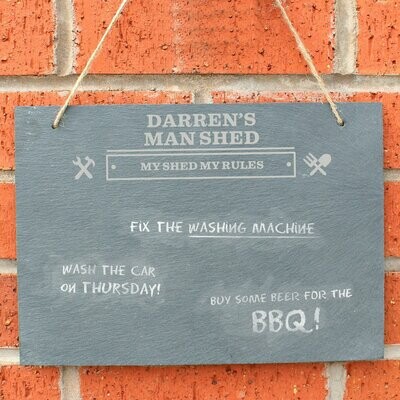 DARREN'S
MAN SHED
MY SHED MY RULES
FIX THE WASHING MACHINE
WASH THE CAR
ON THURSDAY!
BUY SOME BEER FOR THE
BBQ!